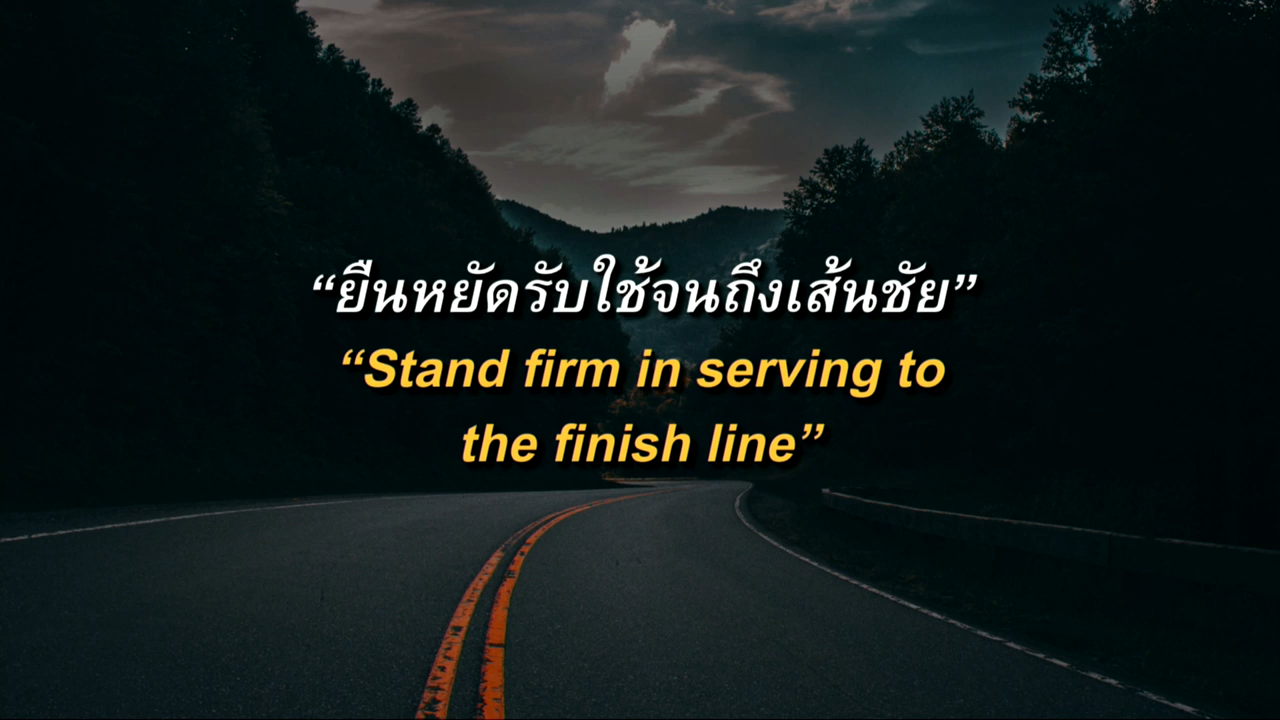 “ยืนหยัดรับใช้จนถึงเส้นชัย”
“Stand firm in serving to
the finish line”